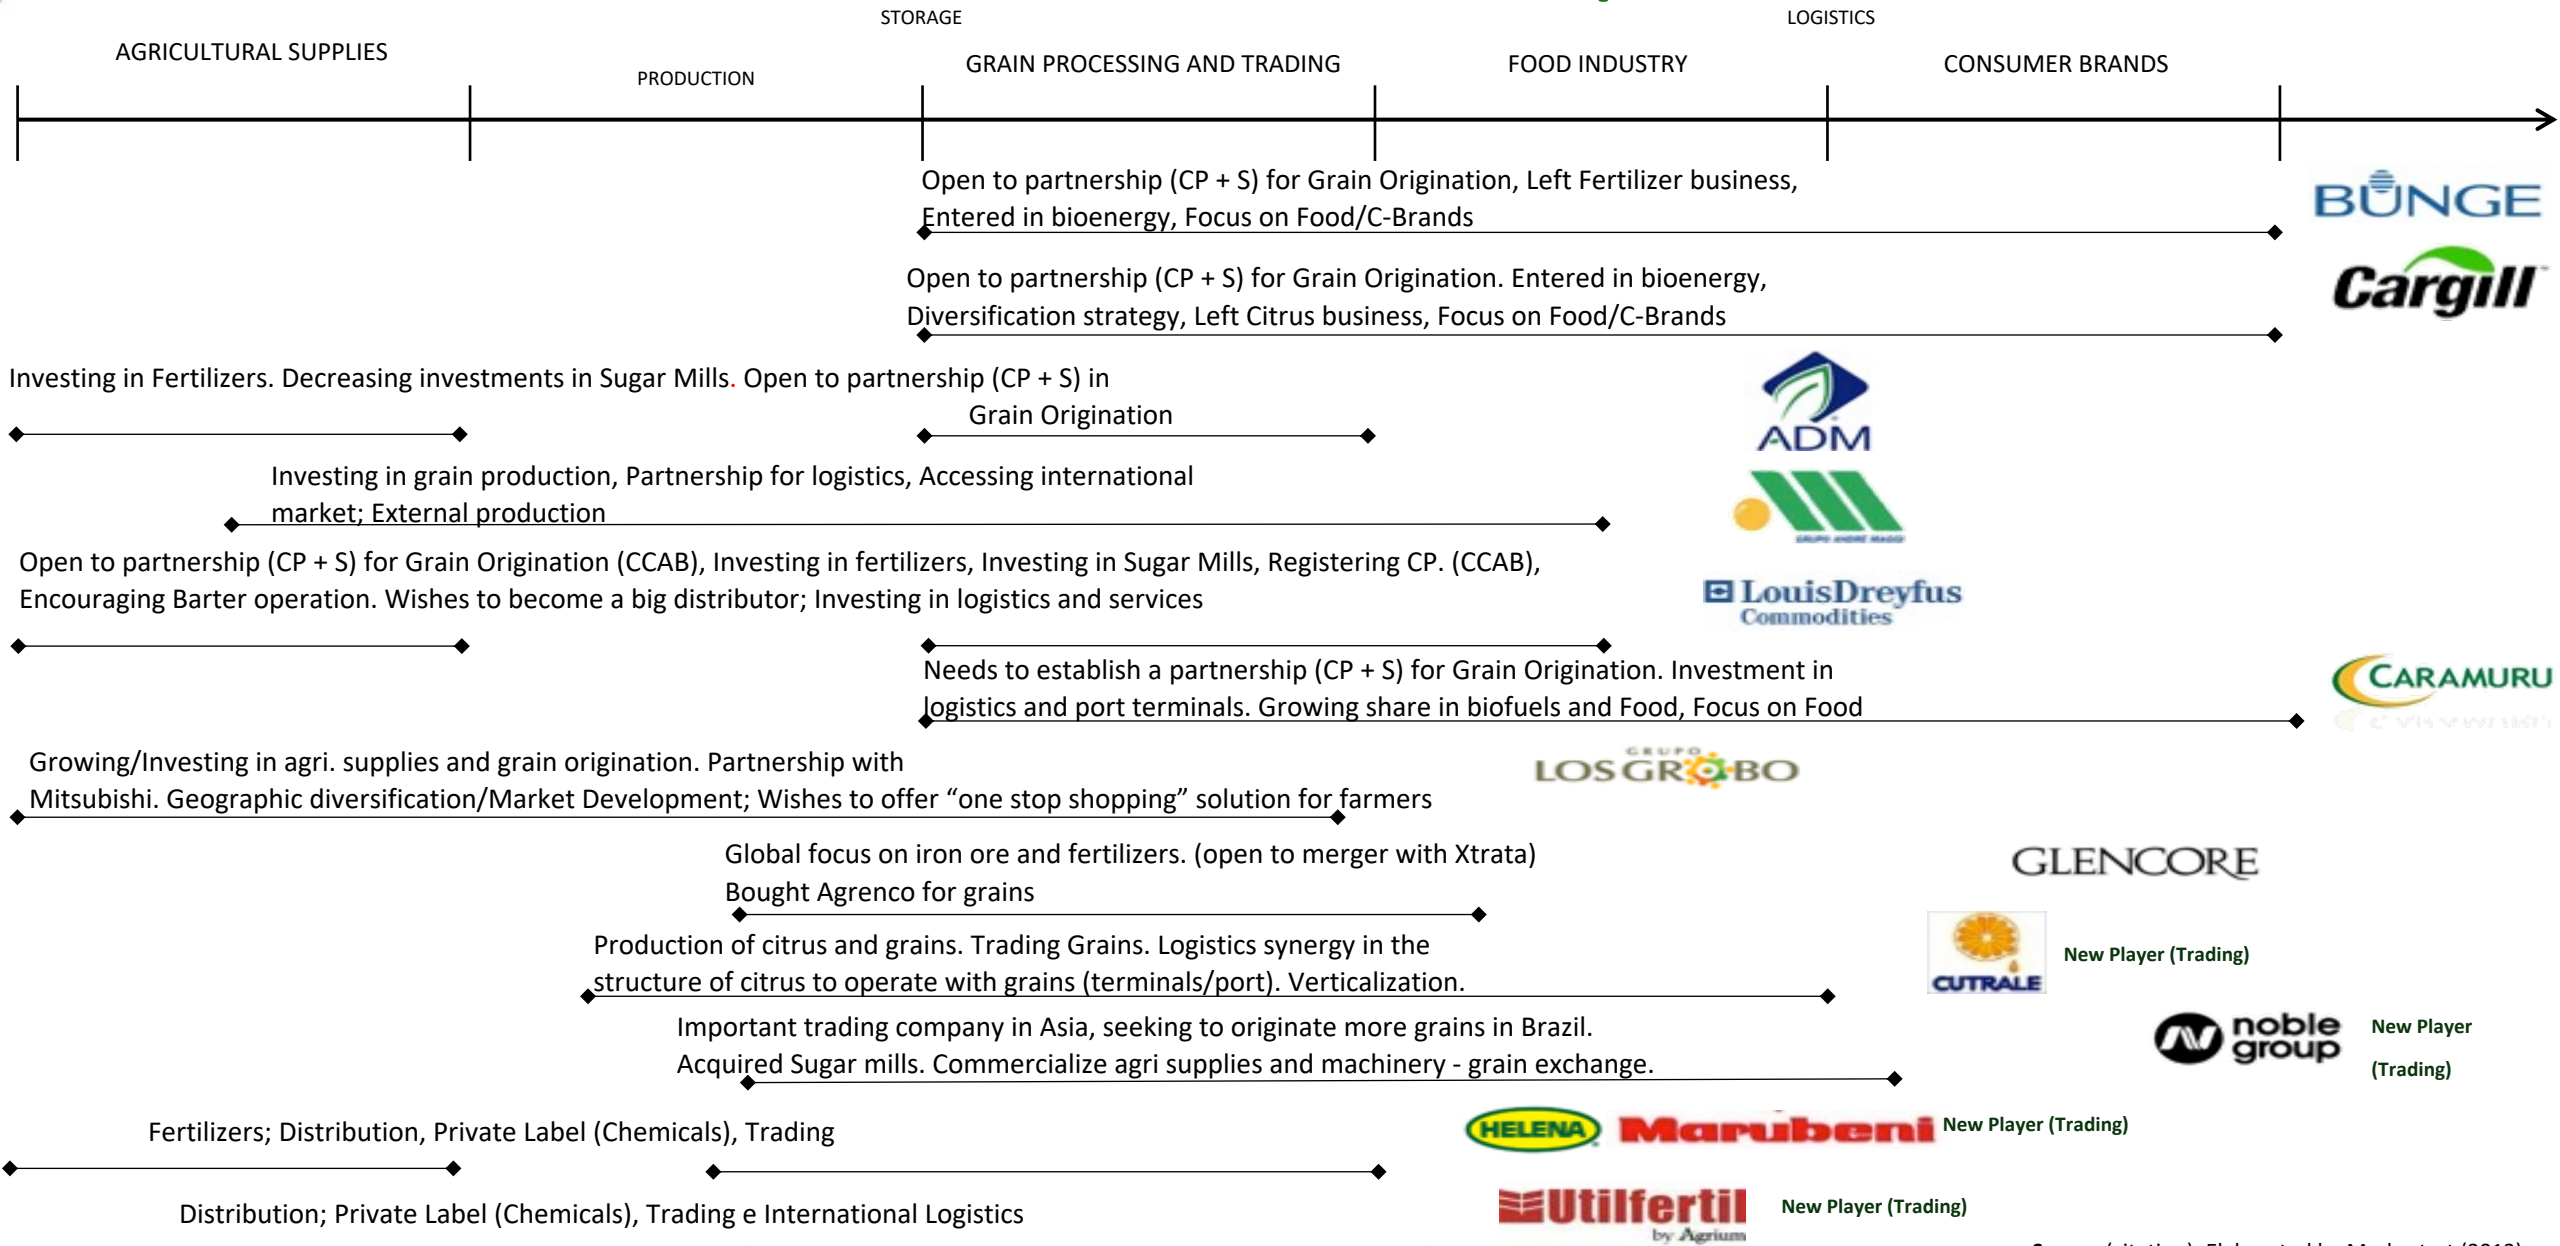 STORAGE
LOGISTICS
AGRICULTURAL SUPPLIES
PRODUCTION
GRAIN PROCESSING AND TRADING
FOOD INDUSTRY
CONSUMER BRANDS
Open to partnership (CP + S) for Grain Origination, Left Fertilizer business,
Entered in bioenergy, Focus on Food/C-Brands
BUNGE
Open to partnership (CP + S) for Grain Origination. Entered in bioenergy,
Diversification strategy, Left Citrus business, Focus on Food/C-Brands
Cargill
Investing in Fertilizers. Decreasing investments in Sugar Mills. Open to partnership (CP + S) in
Grain Origination
ADM
Investing in grain production, Partnership for logistics, Accessing international
market; External production
GRUPO ANDRÉ MAGGI
Open to partnership (CP + S) for Grain Origination (CCAB), Investing in fertilizers, Investing in Sugar Mills, Registering CP. (CCAB),
Encouraging Barter operation. Wishes to become a big distributor; Investing in logistics and services
LouisDreyfus
Commodities
Needs to establish a partnership (CP + S) for Grain Origination. Investment in
logistics and port terminals. Growing share in biofuels and Food, Focus on Food
CARAMURU
Growing/Investing in agri. supplies and grain origination. Partnership with
Mitsubishi. Geographic diversification/Market Development; Wishes to offer “one stop shopping” solution for farmers
GRUPO
LOS GROBO
Global focus on iron ore and fertilizers. (open to merger with Xtrata)
Bought Agrenco for grains
GLENCORE
Production of citrus and grains. Trading Grains. Logistics synergy in the
structure of citrus to operate with grains (terminals/port). Verticalization.
CUTRALE
New Player (Trading)
Important trading company in Asia, seeking to originate more grains in Brazil.
Acquired Sugar mills. Commercialize agri supplies and machinery - grain exchange.
noble
group
New Player
(Trading)
Fertilizers; Distribution, Private Label (Chemicals), Trading
HELENA
Marubeni
New Player (Trading)
Distribution; Private Label (Chemicals), Trading e International Logistics
Utilfertil
by Agrium
New Player (Trading)